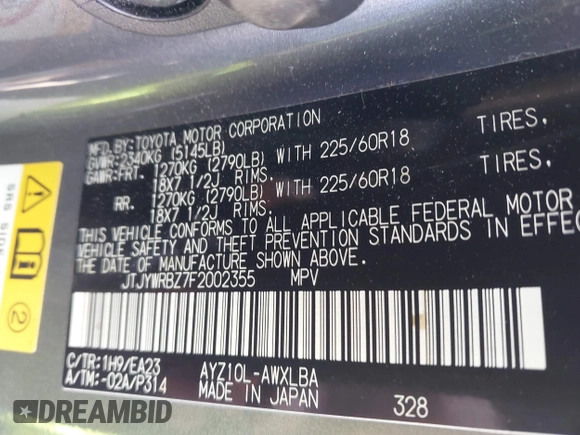 MFD.BY:TOYOTA MOTOR CORPORATION
GVWR:2340KG (5145LB)
GAWR:FRT. 1270KG (2790LB) WITH 225/60R18 TIRES,
18X7 1/2J RIMS.
RR. 1270KG (2790LB) WITH 225/60R18 TIRES,
18X7 1/2J RIMS.
THIS VEHICLE CONFORMS TO ALL APPLICABLE FEDERAL MOTOR
VEHICLE SAFETY AND THEFT PREVENTION STANDARDS IN EFFEC
THE DATE OF MANUFACTURE SHOWN ABOVE.
JTJYWRBZ7F2002355 MPV
C/TR:1H9/EA23 AYZ10L-AWXLBA
A/TM:-02A/P314 MADE IN JAPAN 328
SRS SIDE
2
DREAMBID